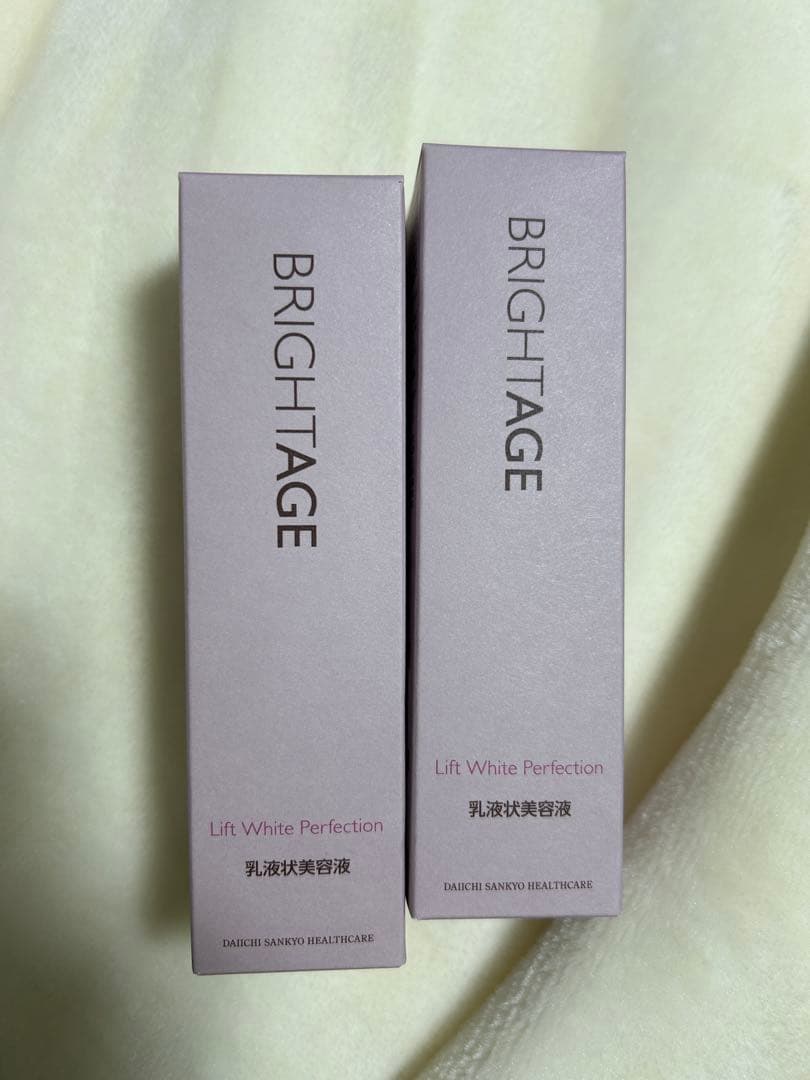 BRIGHTAGE
Lift White Perfection
乳液状美容液
DAIICHI SANKYO HEALTHCARE
BRIGHTAGE
Lift White Perfection
乳液状美容液
DAIICHI SANKYO HEALTHCARE